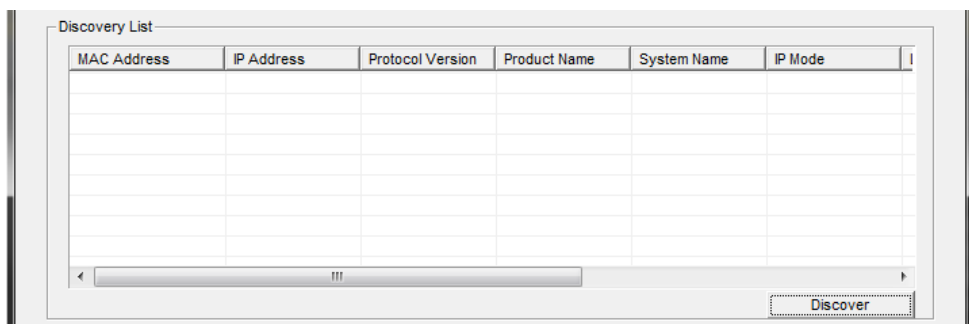 Discovery List
MAC Address IP Address Protocol Version Product Name System Name IP Mode
Discover